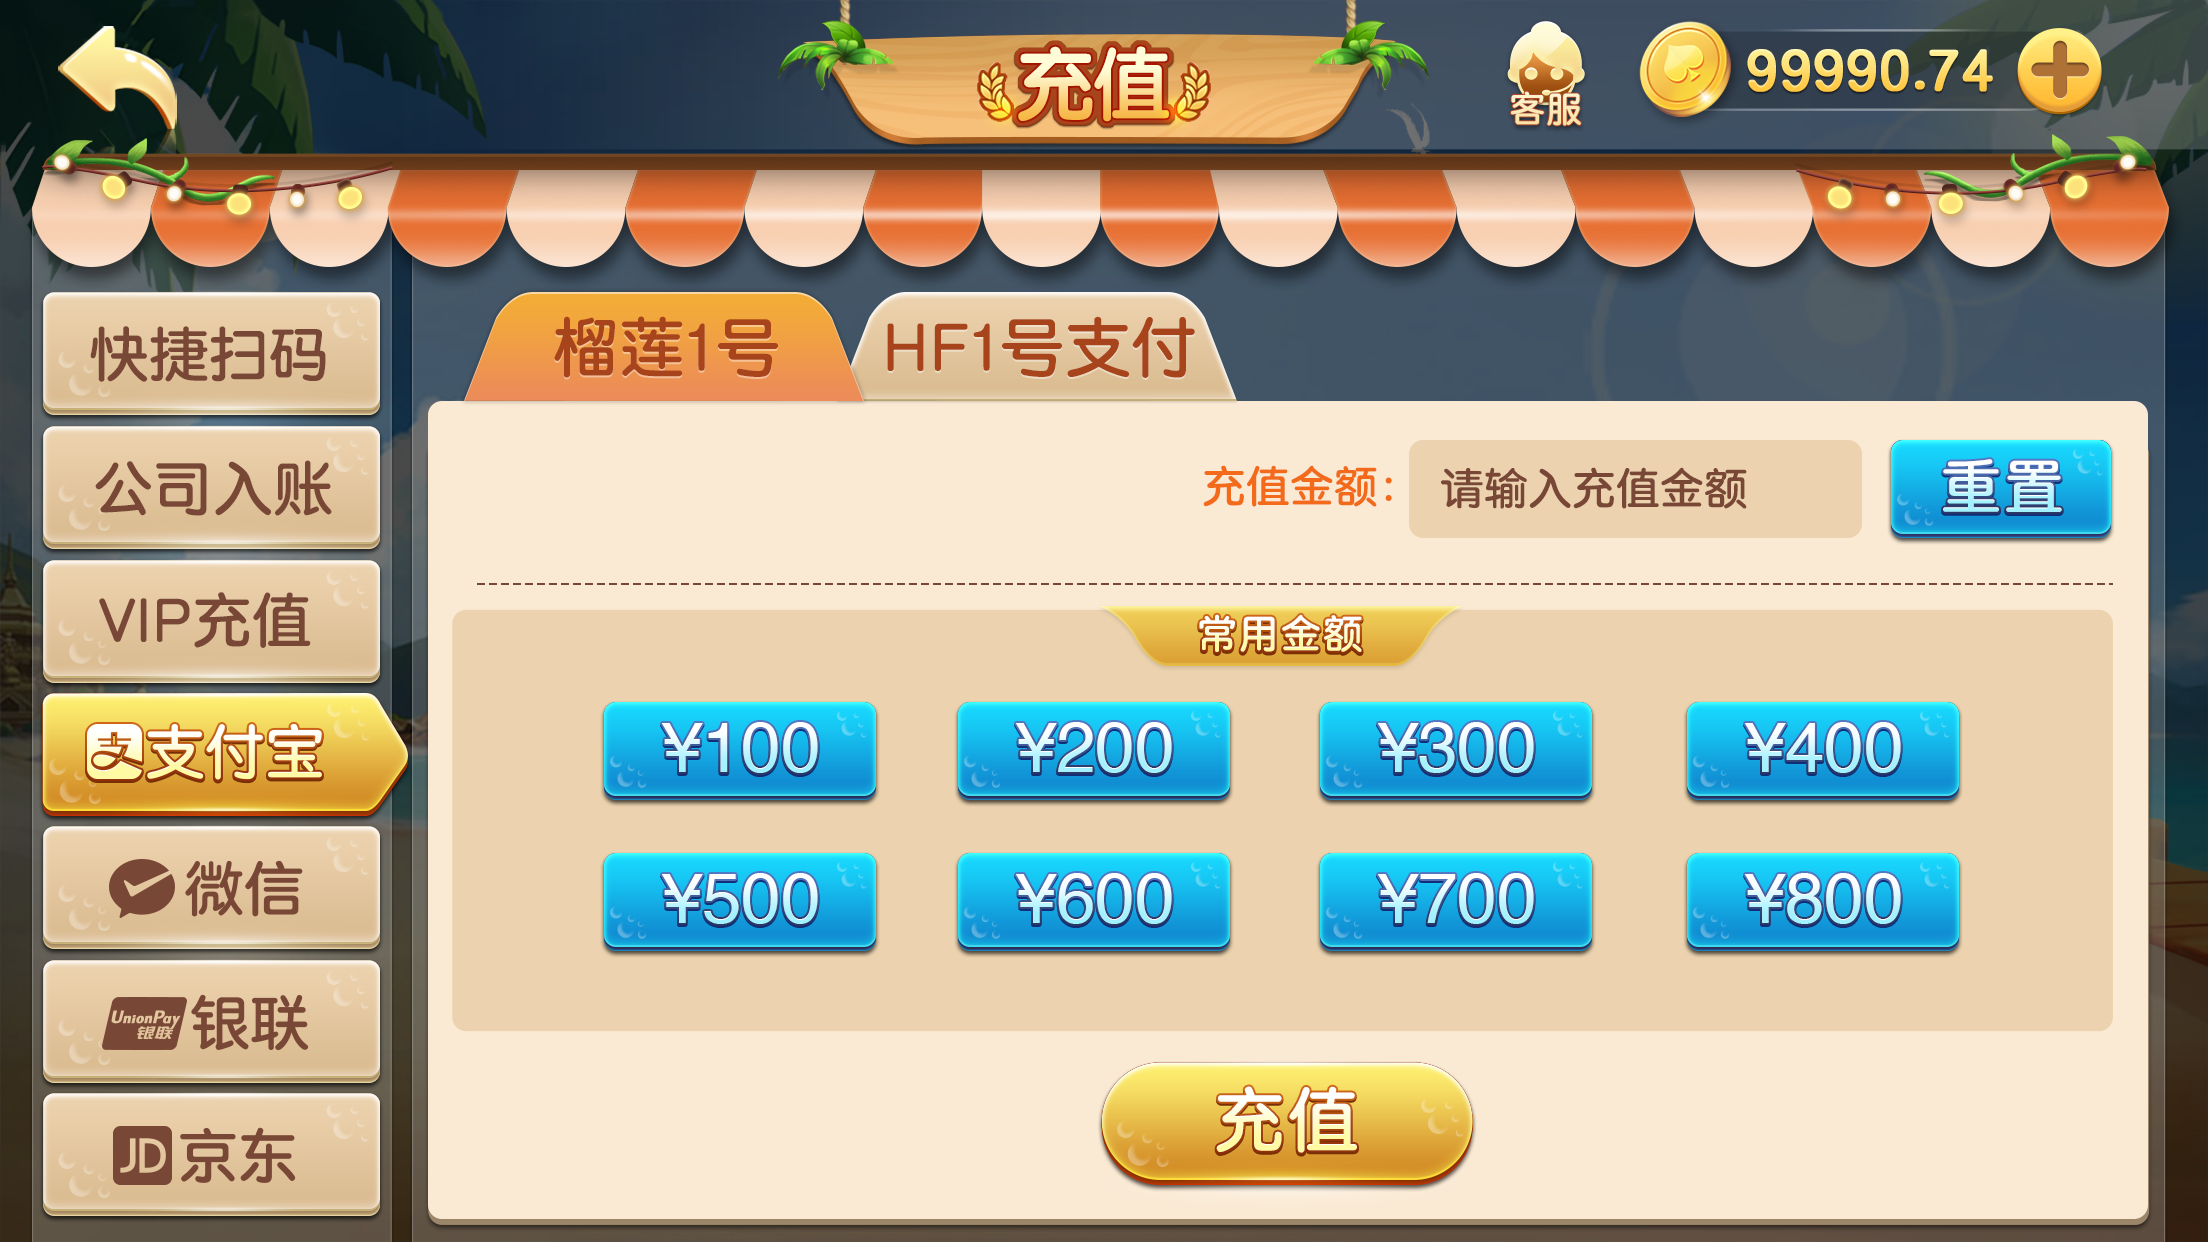 充值
客服
99990.74
快捷扫码
公司入账
VIP充值
支付宝
微信
UnionPay
银联
银联
JD京东
榴莲1号
HF1号支付
充值金额：
请输入充值金额
重置
常用金额
¥100
¥200
¥300
¥400
¥500
¥600
¥700
¥800
充值